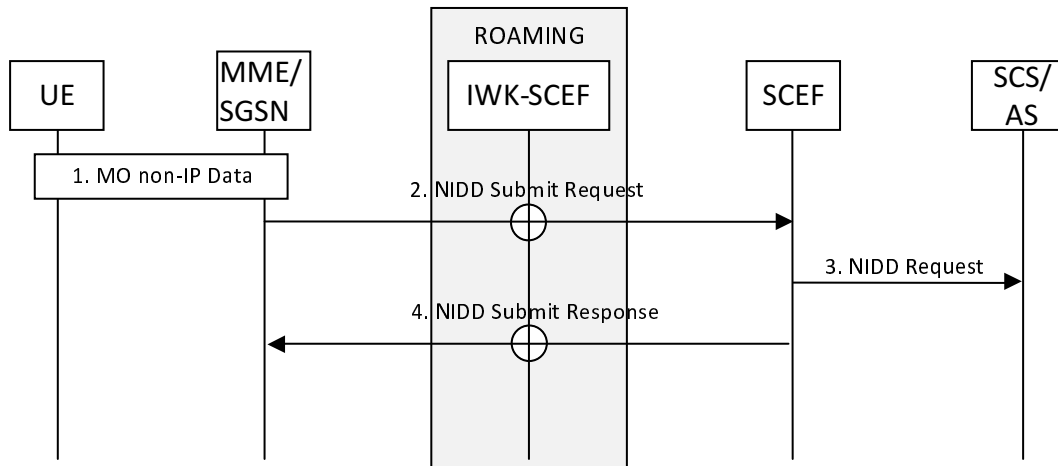 ROAMING
UE
MME/
SGSN
IWK-SCEF
SCEF
SCS/
AS
1. MO non-IP Data
2. NIDD Submit Request
3. NIDD Request
4. NIDD Submit Response